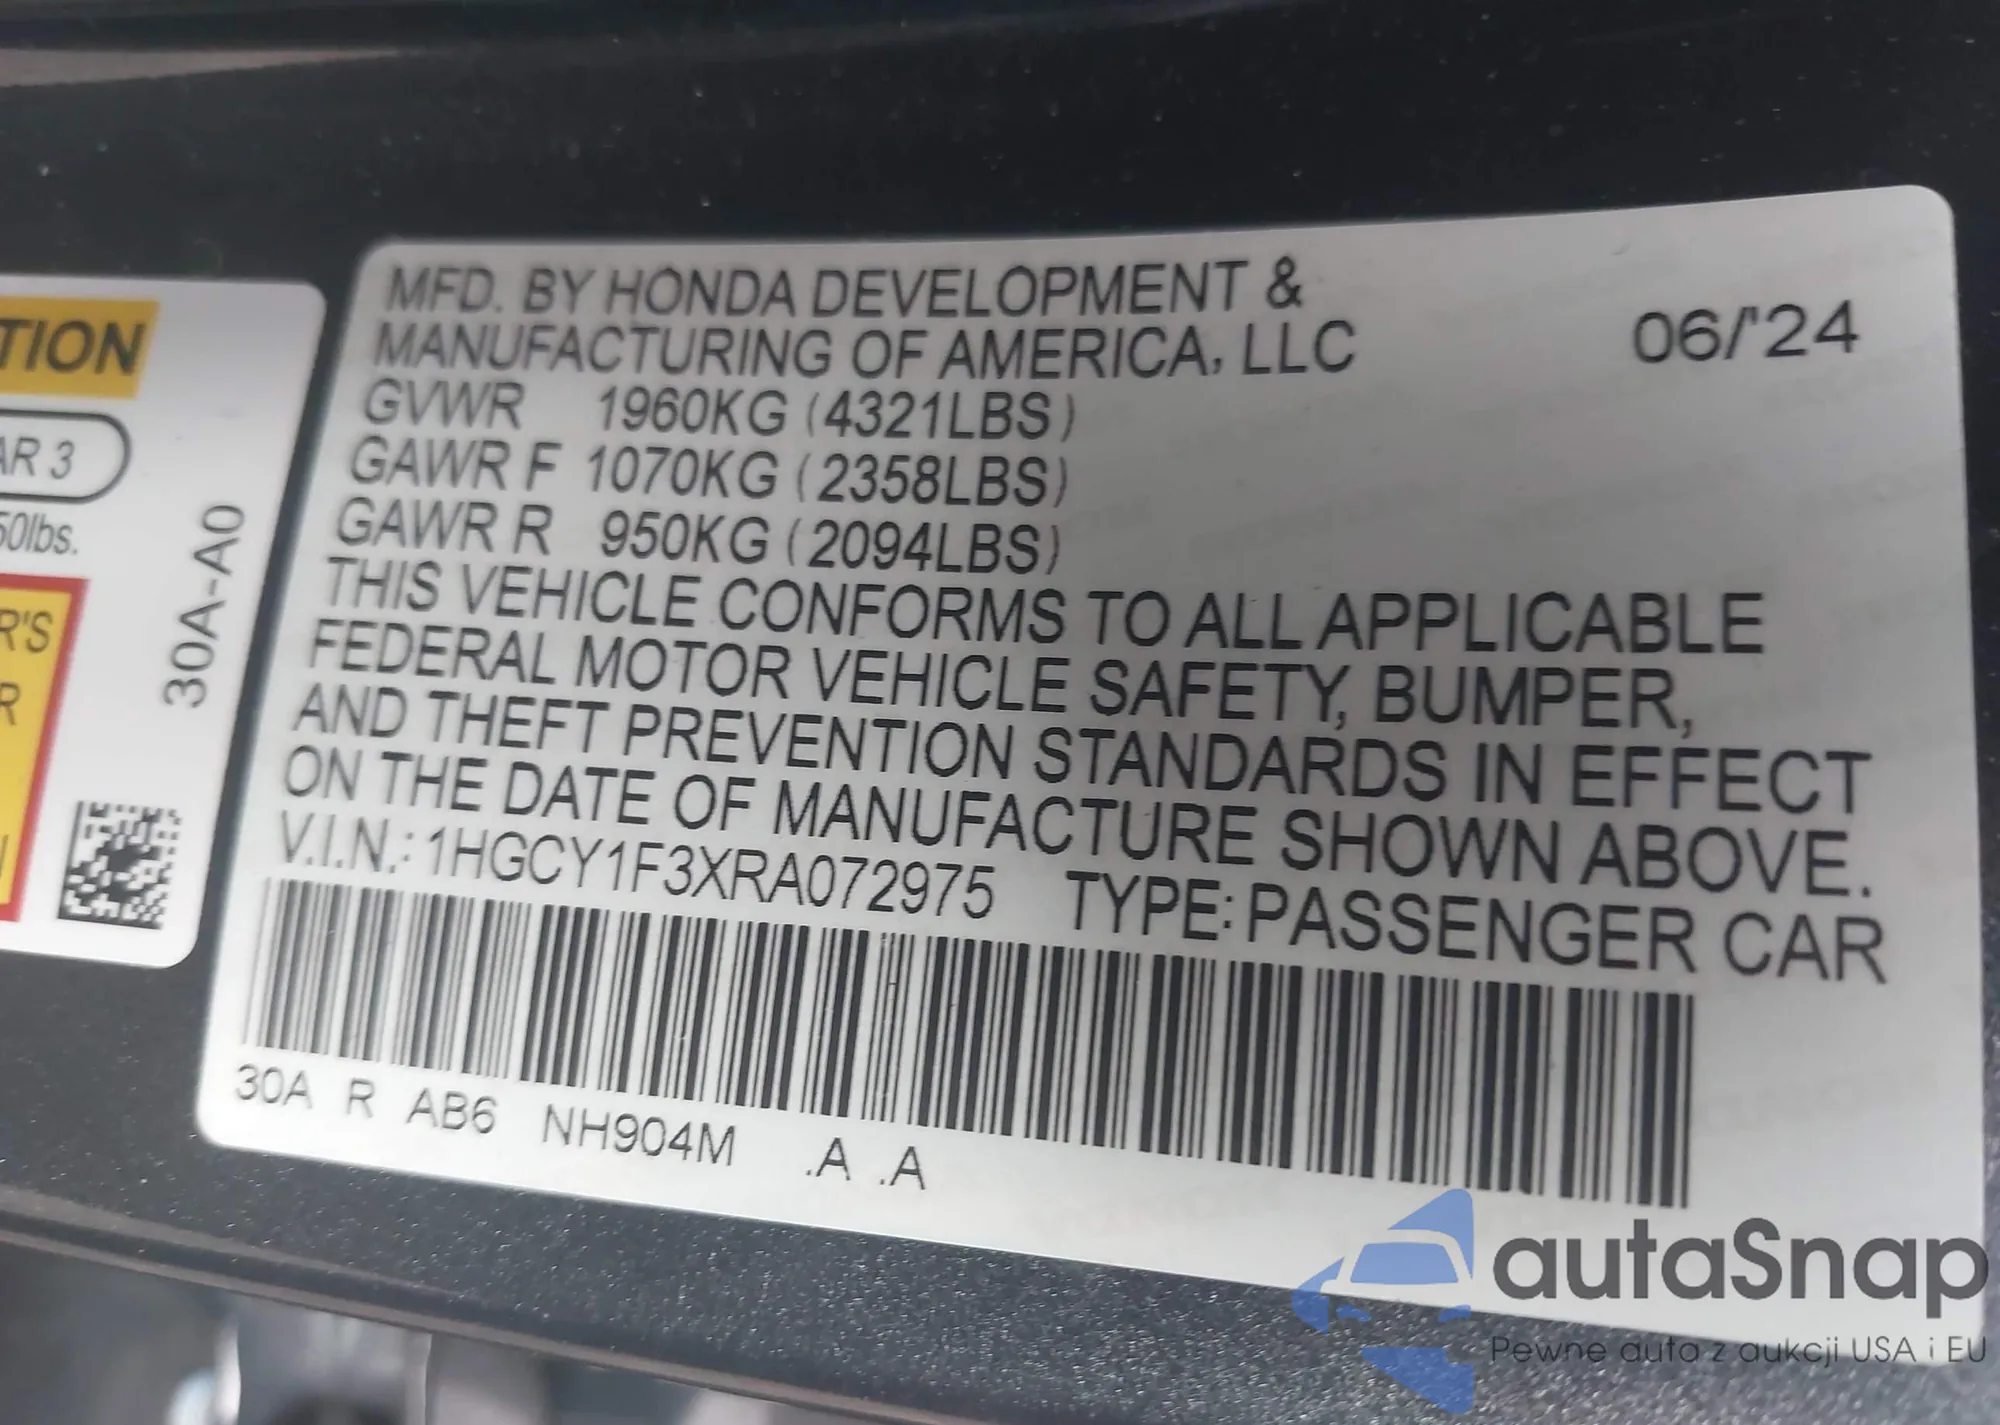 TION
AR 3
50lbs.
R'S
R
30A-A0
MFD. BY HONDA DEVELOPMENT &
MANUFACTURING OF AMERICA, LLC
06/'24
GVWR 1960KG (4321LBS)
GAWR F 1070KG (2358LBS)
GAWR R 950KG (2094LBS)
THIS VEHICLE CONFORMS TO ALL APPLICABLE
FEDERAL MOTOR VEHICLE SAFETY, BUMPER,
AND THEFT PREVENTION STANDARDS IN EFFECT
ON THE DATE OF MANUFACTURE SHOWN ABOVE.
V.I.N.: 1HGCY1F3XRA072975 TYPE: PASSENGER CAR
30A R AB6 NH904M .A .A
autaSnap
Pewne auta z aukcji USA i EU